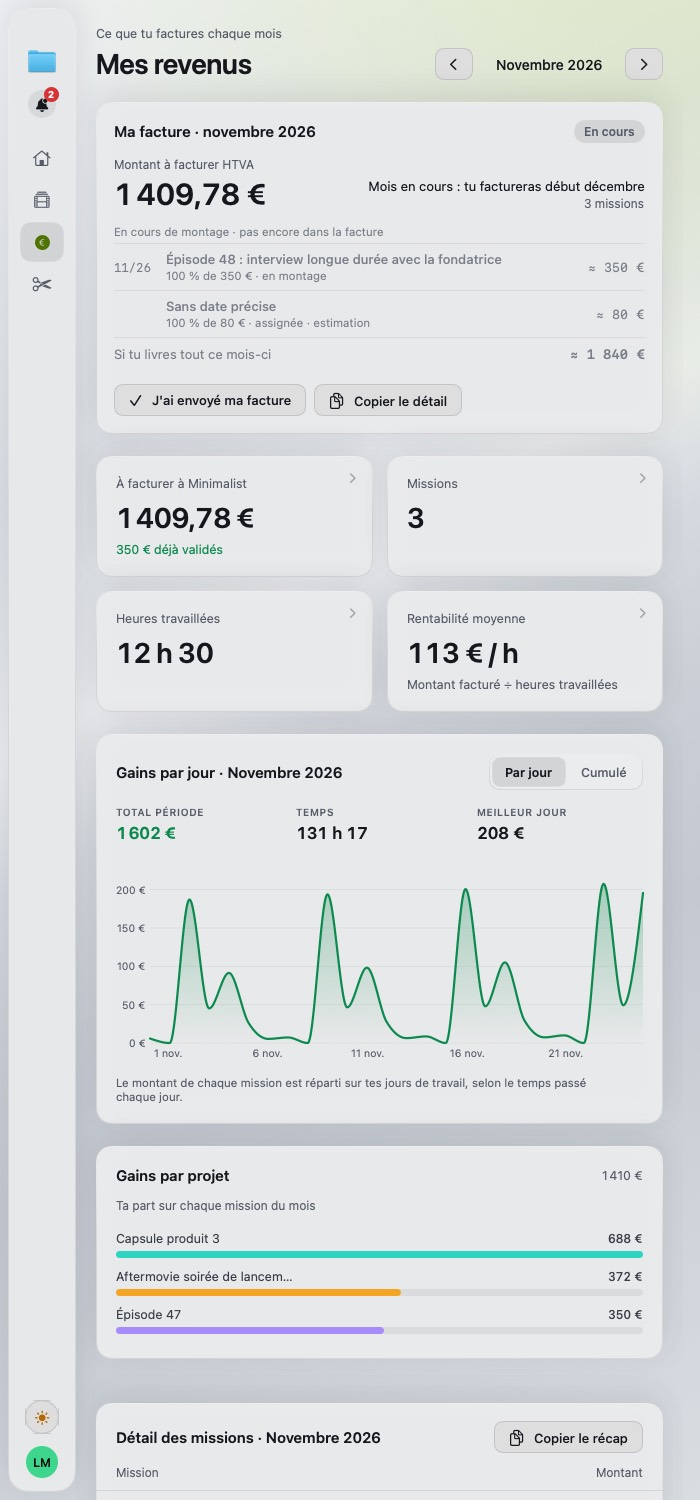 Ce que tu factures chaque mois
Mes revenus
Novembre 2026
2
€
Ma facture · novembre 2026
En cours
Montant à facturer HTVA
1 409,78 €
Mois en cours : tu factureras début décembre
3 missions
En cours de montage · pas encore dans la facture
11/26 Épisode 48 : interview longue durée avec la fondatrice ≈ 350 €
100 % de 350 € · en montage
Sans date précise ≈ 80 €
100 % de 80 € · assignée · estimation
Si tu livres tout ce mois-ci ≈ 1 840 €
J'ai envoyé ma facture
Copier le détail
À facturer à Minimalist
1 409,78 €
350 € déjà validés
Missions
3
Heures travaillées
12 h 30
Rentabilité moyenne
113 € / h
Montant facturé ÷ heures travaillées
Gains par jour · Novembre 2026
Par jour Cumulé
TOTAL PÉRIODE TEMPS MEILLEUR JOUR
1 602 € 131 h 17 208 €
200 €
150 €
100 €
50 €
0 €
1 nov. 6 nov. 11 nov. 16 nov. 21 nov.
Le montant de chaque mission est réparti sur tes jours de travail, selon le temps passé
chaque jour.
Gains par projet 1 410 €
Ta part sur chaque mission du mois
Capsule produit 3 688 €
Aftermovie soirée de lancem... 372 €
Épisode 47 350 €
Détail des missions · Novembre 2026
Copier le récap
Mission Montant
LM